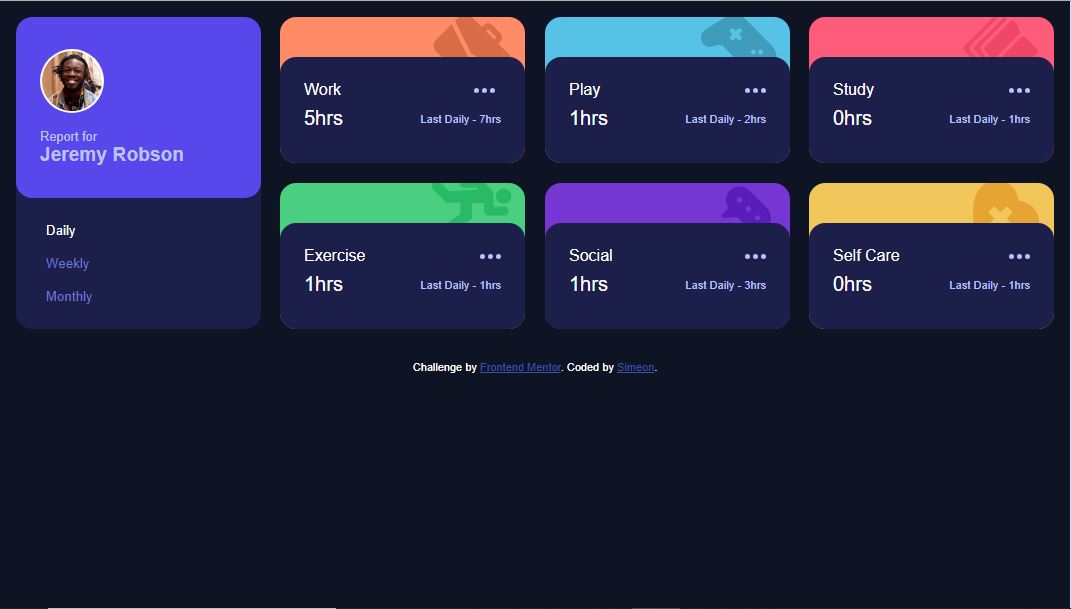 Report for
Jeremy Robson
Daily
Weekly
Monthly
Work
5hrs Last Daily - 7hrs
Play
1hrs Last Daily - 2hrs
Study
0hrs Last Daily - 1hrs
Exercise
1hrs Last Daily - 1hrs
Social
1hrs Last Daily - 3hrs
Self Care
0hrs Last Daily - 1hrs
Challenge by Frontend Mentor. Coded by Simeon.